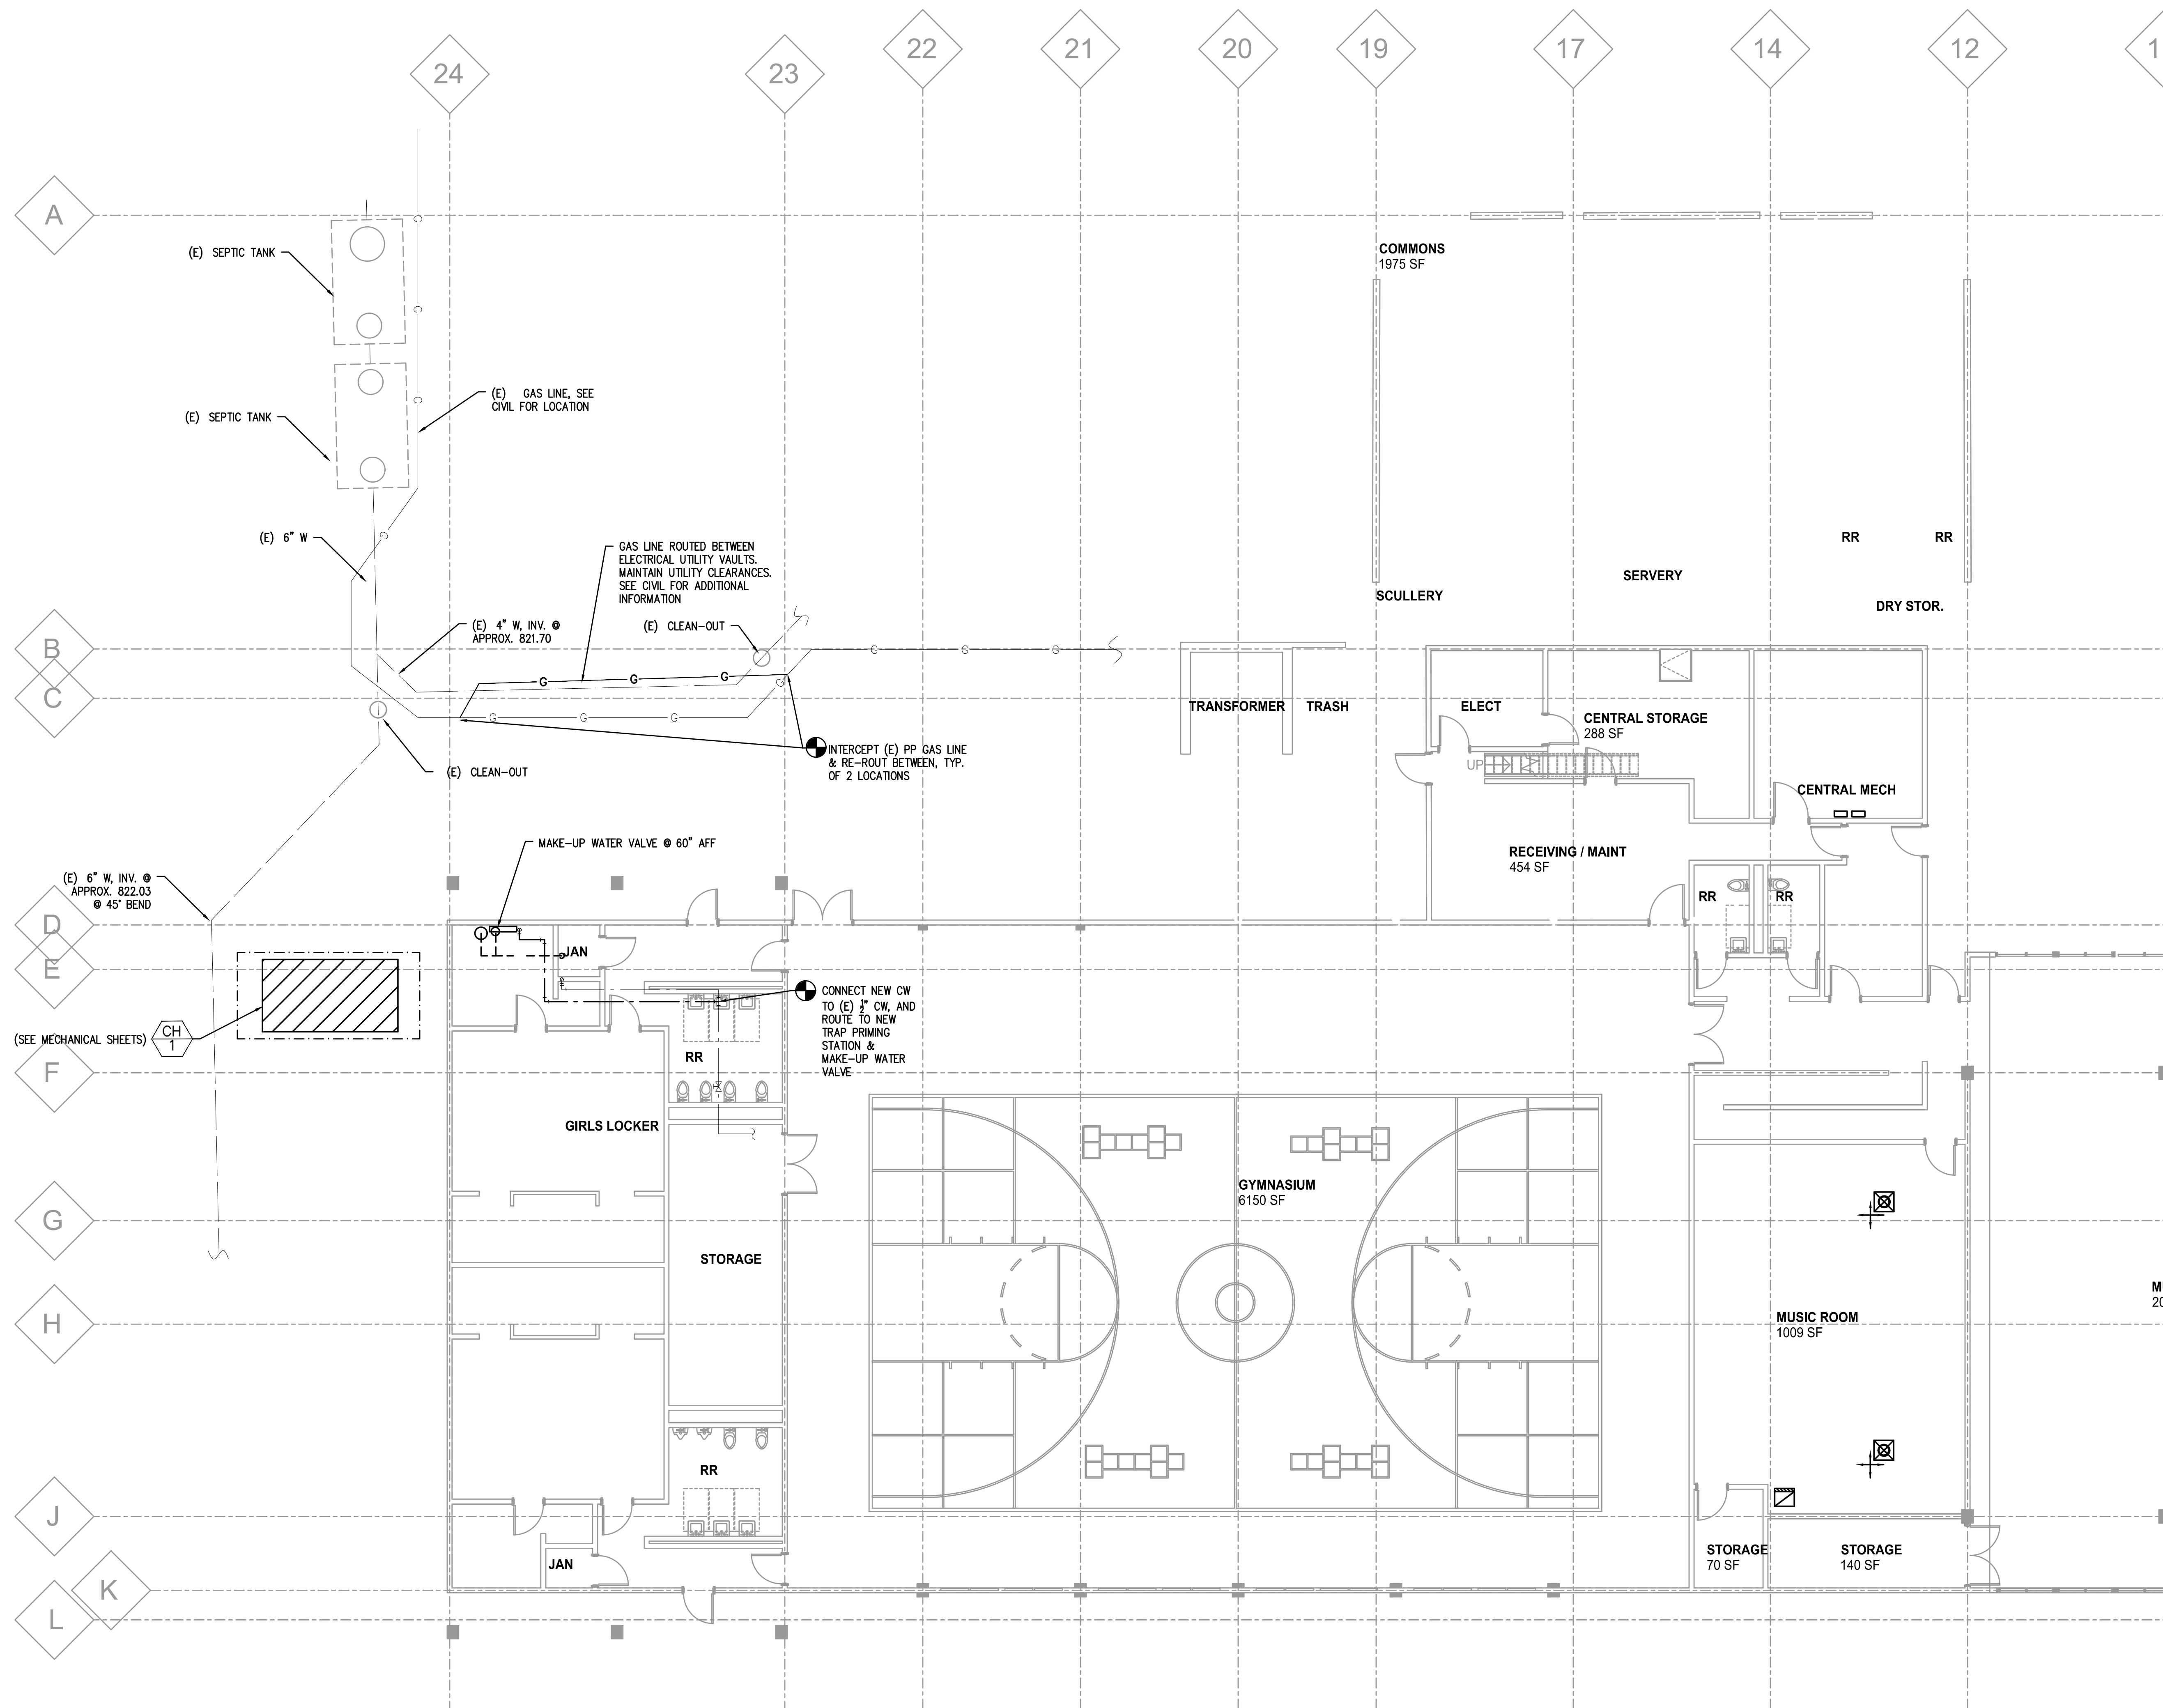 24
23
22
21
20
19
17
14
12
1
A
B
C
D
E
F
G
H
J
K
L
(E) SEPTIC TANK
(E) SEPTIC TANK
G
G
G
G
(E) GAS LINE, SEE
CIVIL FOR LOCATION
(E) 6" W
GAS LINE ROUTED BETWEEN
ELECTRICAL UTILITY VAULTS.
MAINTAIN UTILITY CLEARANCES.
SEE CIVIL FOR ADDITIONAL
INFORMATION
(E) 4" W, INV. @
APPROX. 821.70
(E) CLEAN-OUT
G G G
G G G
G
G G G
INTERCEPT (E) PP GAS LINE
& RE-ROUT BETWEEN, TYP.
OF 2 LOCATIONS
(E) CLEAN-OUT
MAKE-UP WATER VALVE @ 60" AFF
(E) 6" W, INV. @
APPROX. 822.03
@ 45° BEND
(SEE MECHANICAL SHEETS)
CH
1
CONNECT NEW CW
TO (E) ½" CW, AND
ROUTE TO NEW
TRAP PRIMING
STATION &
MAKE-UP WATER
VALVE
COMMONS
1975 SF
RR
RR
SERVERY
SCULLERY
DRY STOR.
TRANSFORMER
TRASH
ELECT
CENTRAL STORAGE
288 SF
UP
CENTRAL MECH
RECEIVING / MAINT
454 SF
RR
RR
JAN
RR
GIRLS LOCKER
STORAGE
GYMNASIUM
6150 SF
MUSIC ROOM
1009 SF
M
20
RR
JAN
STORAGE
70 SF
STORAGE
140 SF